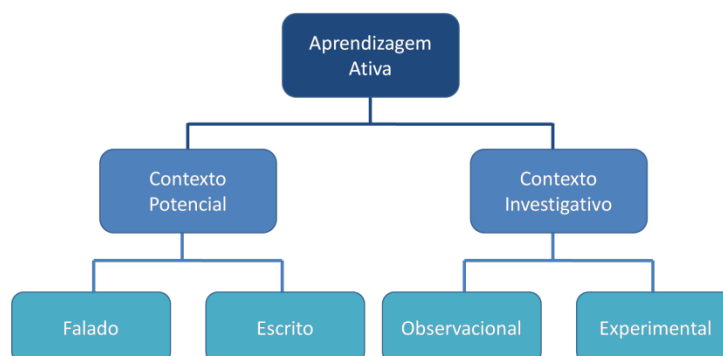 Aprendizagem
Ativa
Contexto
Potencial
Contexto
Investigativo
Falado
Escrito
Observacional
Experimental